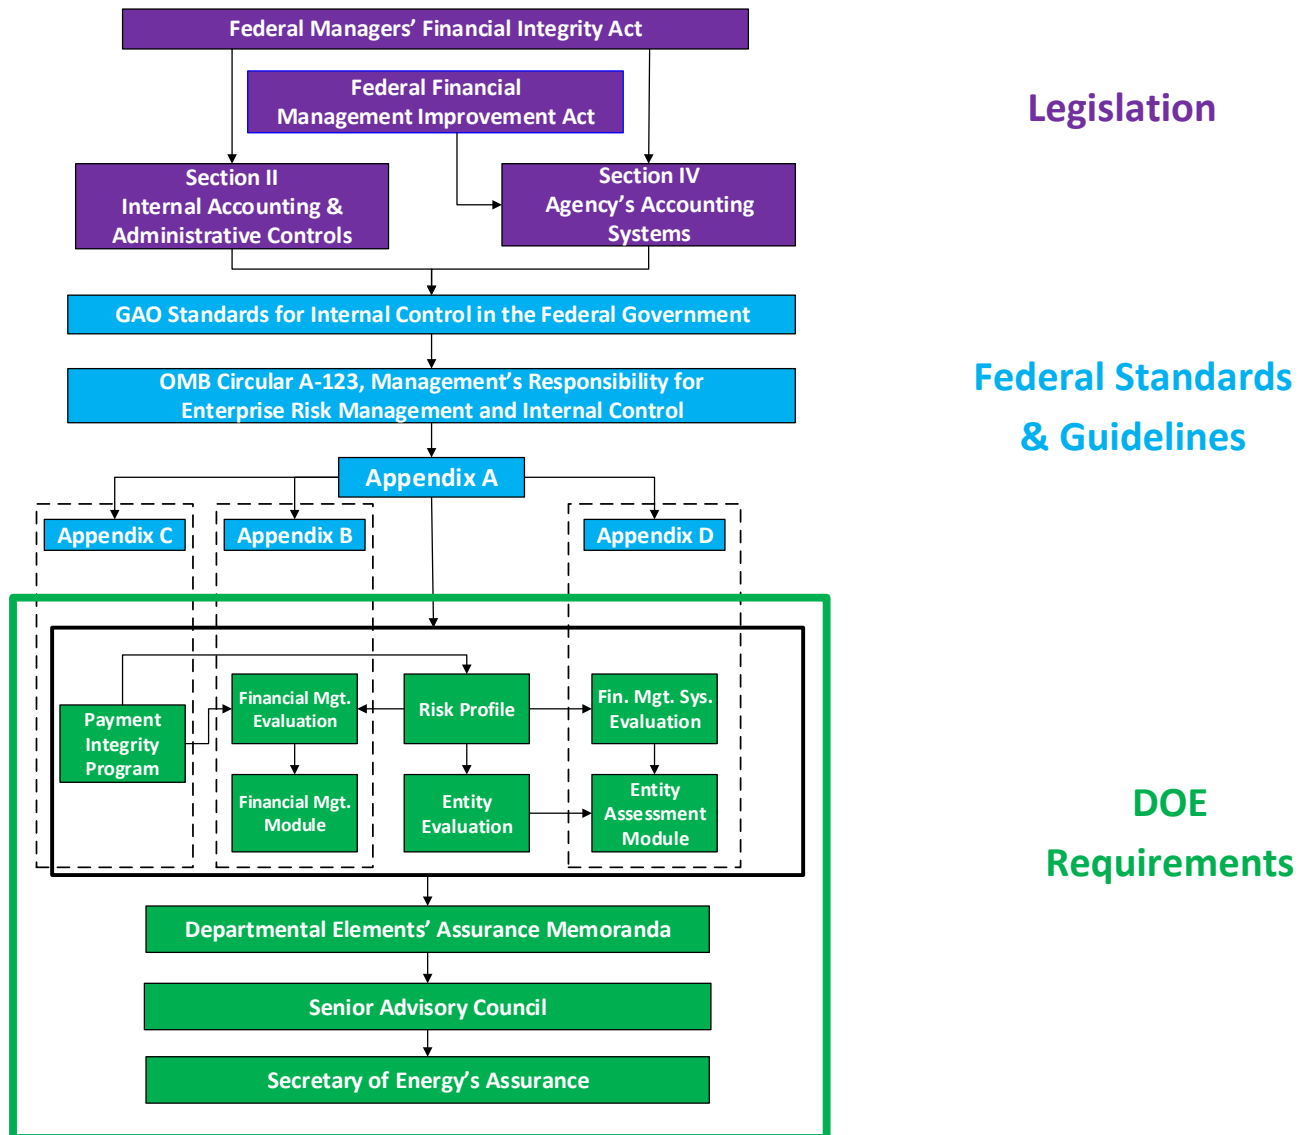 Federal Managers’ Financial Integrity Act
Federal Financial
Management Improvement Act
Legislation
Section II
Internal Accounting &
Administrative Controls
Section IV
Agency’s Accounting
Systems
GAO Standards for Internal Control in the Federal Government
OMB Circular A-123, Management’s Responsibility for
Enterprise Risk Management and Internal Control
Federal Standards
& Guidelines
Appendix A
Appendix C
Appendix B
Appendix D
Payment
Integrity
Program
Financial Mgt.
Evaluation
Risk Profile
Fin. Mgt. Sys.
Evaluation
Financial Mgt.
Module
Entity
Evaluation
Entity
Assessment
Module
DOE
Requirements
Departmental Elements’ Assurance Memoranda
Senior Advisory Council
Secretary of Energy’s Assurance